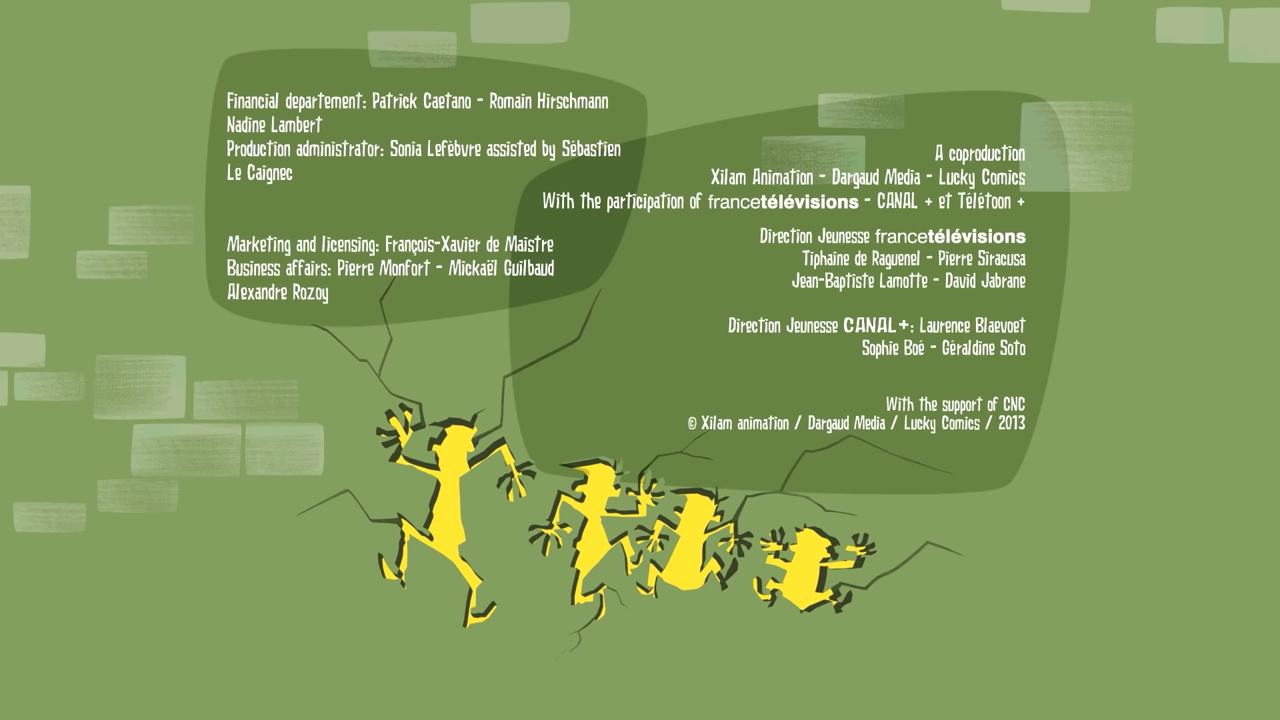 Financial departement: Patrick Caetano - Romain Hirschmann
Nadine Lambert
Production administrator: Sonia Lefèbvre assisted by Sébastien
Le Caignec
Marketing and licensing: François-Xavier de Maistre
Business affairs: Pierre Monfort - Mickaël Guilbaud
Alexandre Rozoy
A coproduction
Xilam Animation - Dargaud Media - Lucky Comics
With the participation of francetélévisions - CANAL + et Télétoon +
Direction Jeunesse francetélévisions
Tiphaine de Raguenel - Pierre Siracusa
Jean-Baptiste Lamotte - David Jabrane
Direction Jeunesse CANAL+: Laurence Blaevoet
Sophie Boé - Géraldine Soto
With the support of CNC
© Xilam animation / Dargaud Media / Lucky Comics / 2013